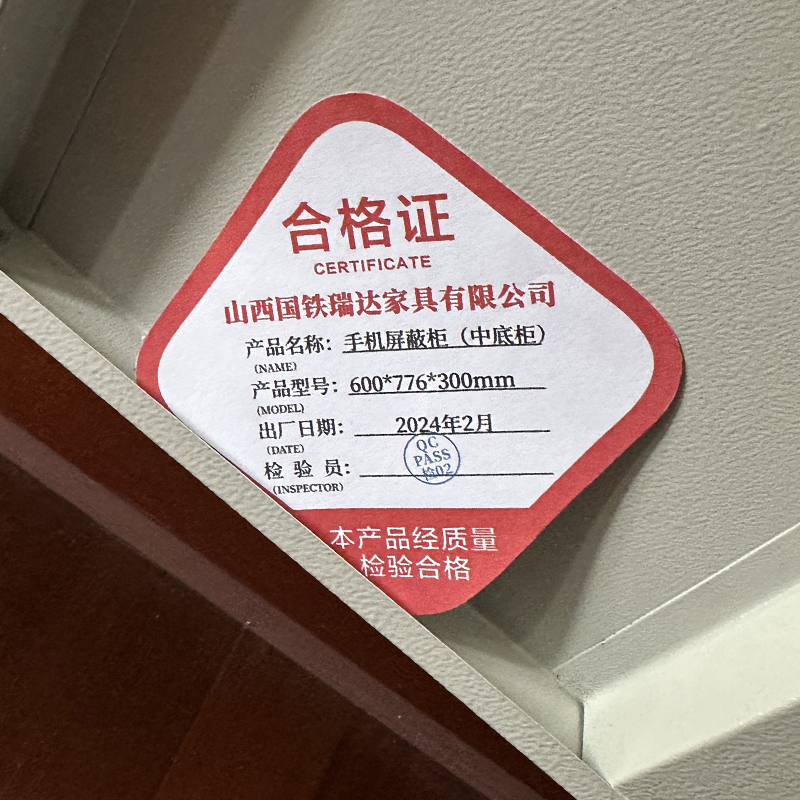 合格证
CERTIFICATE
山西国铁瑞达家具有限公司
产品名称：手机屏蔽柜（中底柜）
(NAME)
产品型号：600*776*300mm
(MODEL)
出厂日期：2024年2月
(DATE)
检 验 员：
(INSPECTOR)
QC
PASS
检02
本产品经质量
检验合格